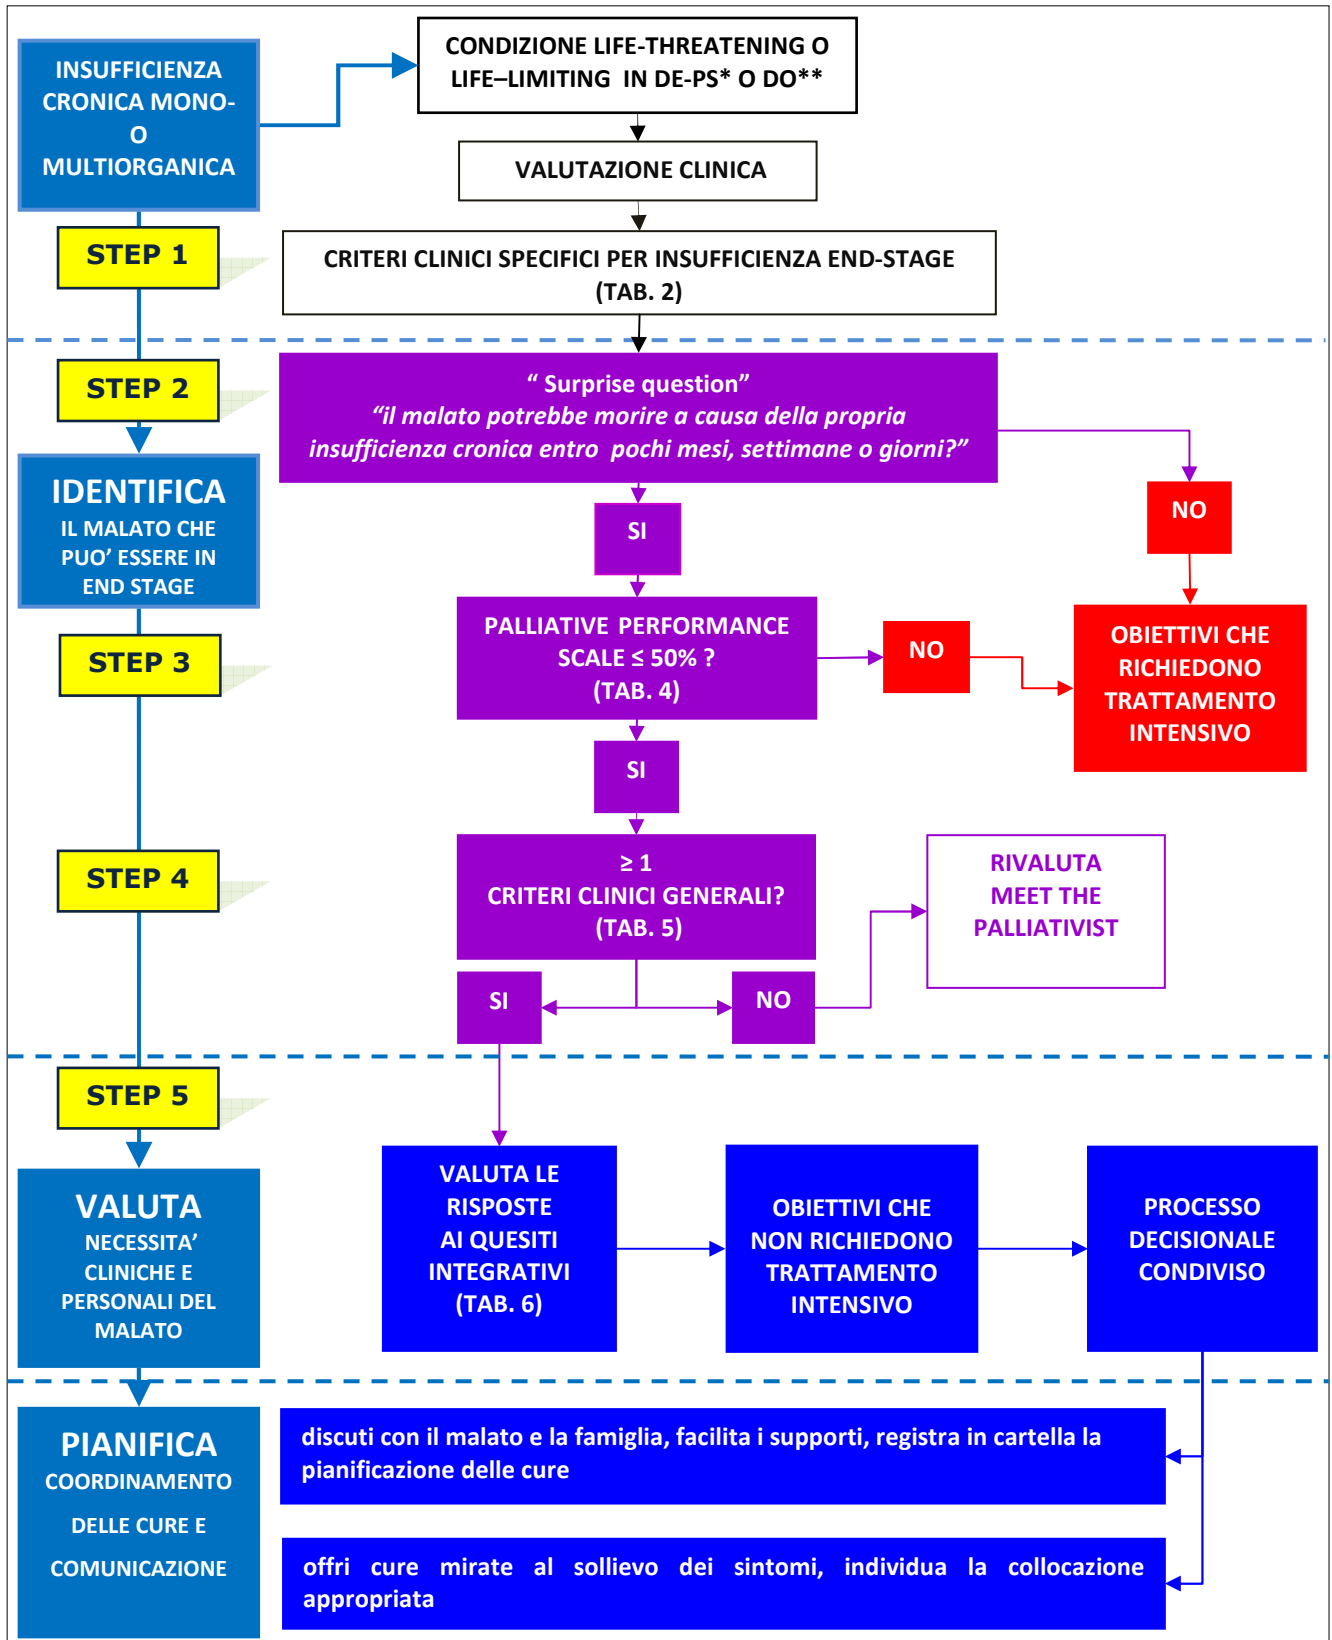 INSUFFICIENZA
CRONICA MONO-
O
MULTIORGANICA
CONDIZIONE LIFE-THREATENING O
LIFE–LIMITING IN DE-PS* O DO**
VALUTAZIONE CLINICA
STEP 1
CRITERI CLINICI SPECIFICI PER INSUFFICIENZA END-STAGE
(TAB. 2)
STEP 2
“ Surprise question”
“il malato potrebbe morire a causa della propria
insufficienza cronica entro pochi mesi, settimane o giorni?”
IDENTIFICA
IL MALATO CHE
PUO’ ESSERE IN
END STAGE
SI
NO
STEP 3
PALLIATIVE PERFORMANCE
SCALE ≤ 50% ?
(TAB. 4)
NO
OBIETTIVI CHE
RICHIEDONO
TRATTAMENTO
INTENSIVO
SI
STEP 4
≥ 1
CRITERI CLINICI GENERALI?
(TAB. 5)
RIVALUTA
MEET THE
PALLIATIVIST
SI
NO
STEP 5
VALUTA
NECESSITA’
CLINICHE E
PERSONALI DEL
MALATO
VALUTA LE
RISPOSTE
AI QUESITI
INTEGRATIVI
(TAB. 6)
OBIETTIVI CHE
NON RICHIEDONO
TRATTAMENTO
INTENSIVO
PROCESSO
DECISIONALE
CONDIVISO
PIANIFICA
COORDINAMENTO
DELLE CURE E
COMUNICAZIONE
discuti con il malato e la famiglia, facilita i supporti, registra in cartella la
pianificazione delle cure
offri cure mirate al sollievo dei sintomi, individua la collocazione
appropriata